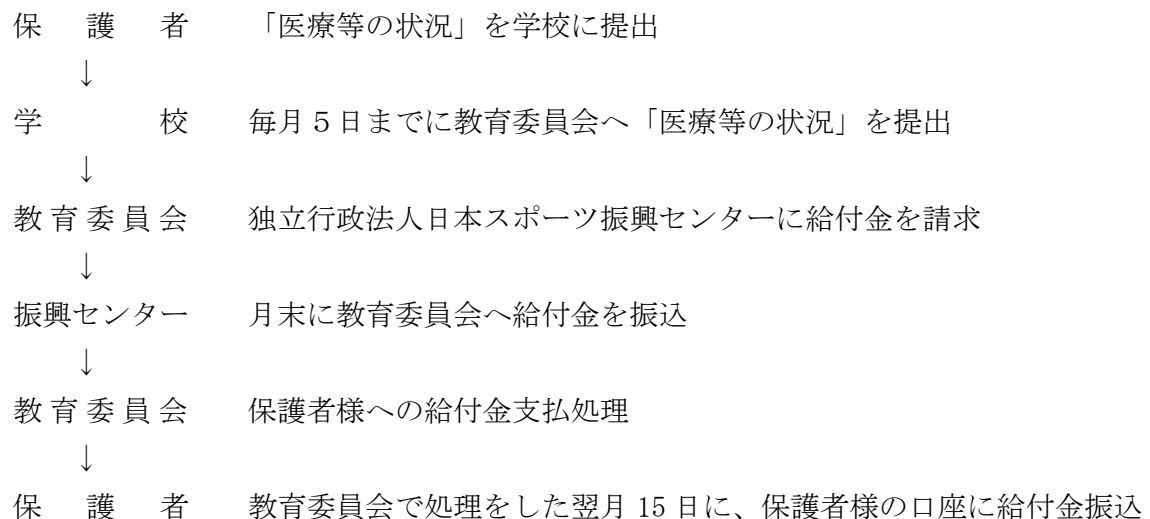 保　護　者　「医療等の状況」を学校に提出
↓
学　　　校　毎月５日までに教育委員会へ「医療等の状況」を提出
↓
教育委員会　独立行政法人日本スポーツ振興センターに給付金を請求
↓
振興センター　月末に教育委員会へ給付金を振込
↓
教育委員会　保護者様への給付金支払処理
↓
保　護　者　教育委員会で処理をした翌月 15 日に、保護者様の口座に給付金振込